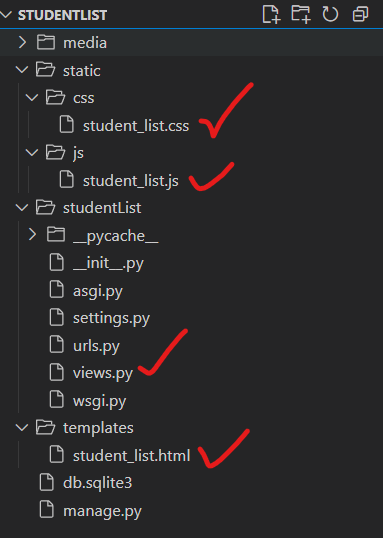 STUDENTLIST
media
static
css
student_list.css
js
student_list.js
studentList
__pycache__
__init__.py
asgi.py
settings.py
urls.py
views.py
wsgi.py
templates
student_list.html
db.sqlite3
manage.py